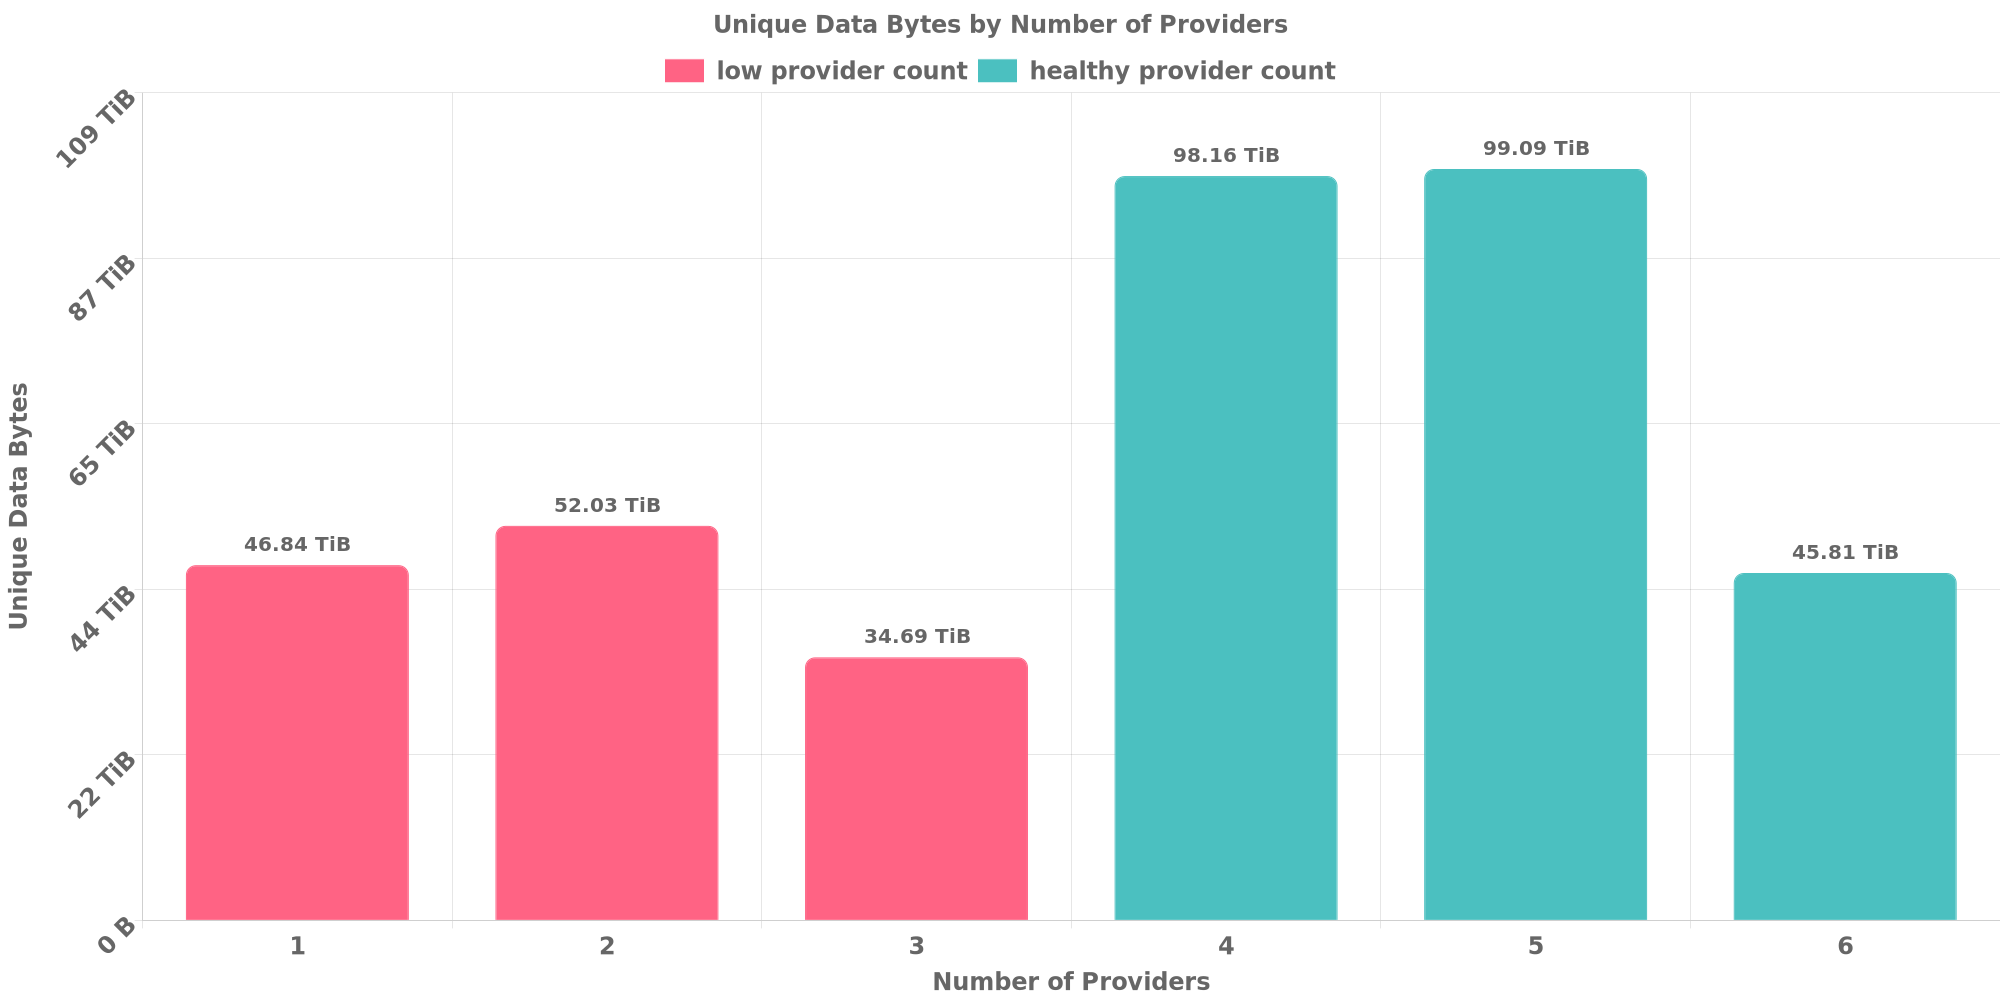 Unique Data Bytes by Number of Providers
low provider count healthy provider count
109 TiB
87 TiB
65 TiB
44 TiB
22 TiB
0 B
Unique Data Bytes
46.84 TiB
52.03 TiB
34.69 TiB
98.16 TiB
99.09 TiB
45.81 TiB
1 2 3 4 5 6
Number of Providers